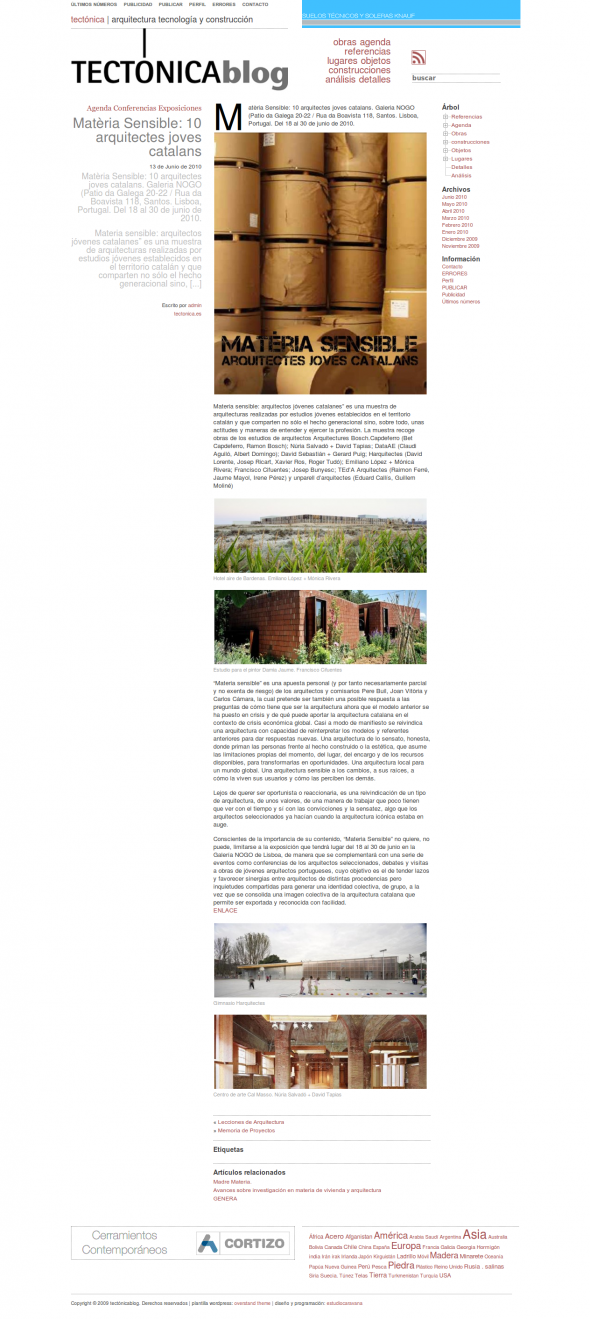 ÚLTIMOS NÚMEROS PUBLICIDAD PUBLICAR PERFIL ERRORES CONTACTO
SUELOS TÉCNICOS Y SOLERAS KNAUF
tectónica | arquitectura tecnología y construcción
TECTONICAblog
obras agenda
referencias
lugares objetos
construcciones
análisis detalles
buscar
Agenda Conferencias Exposiciones
Matèria Sensible: 10
arquitectes joves
catalans
13 de Junio de 2010
Matèria Sensible: 10 arquitectes
joves catalans. Galeria NOGO
(Patio da Galega 20-22 / Rua da
Boavista 118, Santos. Lisboa,
Portugal. Del 18 al 30 de junio de
2010.
Materia sensible: arquitectos
jóvenes catalanes” es una muestra
de arquitecturas realizadas por
estudios jóvenes establecidos en
el territorio catalán y que
comparten no sólo el hecho
generacional sino, [...]
Escrito por admin
tectonica.es
Matèria Sensible: 10 arquitectes joves catalans. Galeria NOGO
(Patio da Galega 20-22 / Rua da Boavista 118, Santos. Lisboa,
Portugal. Del 18 al 30 de junio de 2010.
MATÈRIA SENSIBLE
ARQUITECTES JOVES CATALANS
Materia sensible: arquitectos jóvenes catalanes” es una muestra de
arquitecturas realizadas por estudios jóvenes establecidos en el territorio
catalán y que comparten no sólo el hecho generacional sino, sobre todo, unas
actitudes y maneras de entender y ejercer la profesión. La muestra recoge
obras de los estudios de arquitectos Arquitectures Bosch.Capdeferro (Bet
Capdeferro, Ramon Bosch); Núria Salvadó + David Tapias; DataAE (Claudi
Aguiló, Albert Domingo); David Sebastián + Gerard Puig; Harquitectes (David
Lorente, Josep Ricart, Xavier Ros, Roger Tudó); Emiliano López + Mónica
Rivera; Francisco Cifuentes; Josep Bunyesc; TEd'A Arquitectes (Raimon Farré,
Jaume Mayol, Irene Pérez) y unparell d'arquitectes (Eduard Callís, Guillem
Moliné)
Hotel aire de Bardenas. Emiliano López + Mónica Rivera
Estudio para el pintor Dionis Jaume. Francisco Cifuentes
“Materia sensible” es una apuesta personal (y por tanto necesariamente parcial
y no exenta de riesgo) de los arquitectos y comisarios Pere Buil, Joan Vitòria y
Carlos Cámara, la cual pretende ser también una posible respuesta a las
preguntas de cómo tiene que ser la arquitectura ahora que el modelo anterior se
ha puesto en crisis y de qué puede aportar la arquitectura catalana en el
contexto de crisis económica global. Casi a modo de manifiesto se reivindica
una arquitectura con capacidad de reinterpretar los modelos y referentes
anteriores para dar respuestas nuevas. Una arquitectura de lo sensato, honesta,
donde priman las personas frente al hecho construido o la estética, que asume
las limitaciones propias del momento, del lugar, del encargo y de los recursos
disponibles, para transformarlas en oportunidades. Una arquitectura local para
un mundo global. Una arquitectura sensible a los cambios, a sus raíces, a
cómo la viven sus usuarios y cómo las perciben los demás.
Lejos de querer ser oportunista o reaccionaria, es una reivindicación de un tipo
de arquitectura, de unos valores, de una manera de trabajar que poco tienen
que ver con el tiempo y sí con las convicciones y la sensatez, algo que los
arquitectos seleccionados ya hacían cuando la arquitectura icónica estaba en
auge.
Conscientes de la importancia de su contenido, “Materia Sensible” no quiere, no
puede, limitarse a la exposición que tendrá lugar del 18 al 30 de junio en la
Galeria NOGO de Lisboa, de manera que se complementará con una serie de
eventos como conferencias de los arquitectos seleccionados, debates y visitas
a obras de jóvenes arquitectos portugueses, cuyo objetivo es el de tender lazos
y favorecer sinergias entre arquitectos de distintas procedencias pero
inquietudes compartidas para generar una identidad colectiva, de grupo, a la
vez que se consolida una imagen colectiva de la arquitectura catalana que
permite ser exportada y reconocida con facilidad.
ENLACE
Gimnasio Harquitectas
Centro de arte Cal Massó. Núria Salvadó + David Tapias
« Lecciones de Arquitectura
» Memoria de Proyectos
Etiquetas
Artículos relacionados
Madre Materia.
Avances sobre investigación en materia de vivienda y arquitectura
GENERA
Árbol
Referencias
Agenda
Obras
construcciones
Objetos
Lugares
Detalles
Análisis
Archivos
Junio 2010
Mayo 2010
Abril 2010
Marzo 2010
Febrero 2010
Enero 2010
Diciembre 2009
Noviembre 2009
Información
Contacto
ERRORES
Perfil
PUBLICAR
Publicidad
Últimos números
Cerramientos
Contemporáneos
CORTIZO
África Acero Afganistan América Arabia Saudí Argentina Asia Australia
Bolivia Canada Chile China España Europa Francia Galicia Georgia Hormigón
India Irán Irak Irlanda Japón Kirguistán Ladrillo Móvil Madera Minarete Oceania
Papúa Nueva Guinea Perú Pesca Piedra Plástico Reino Unido Rusia , salinas
Siria Suecia, Túnez Telas Tierra Turkmenistan Turquía USA
Copyright © 2009 tectónicablog. Derechos reservados | plantilla wordpress: overstand theme | diseño y programación: estudiocaravana